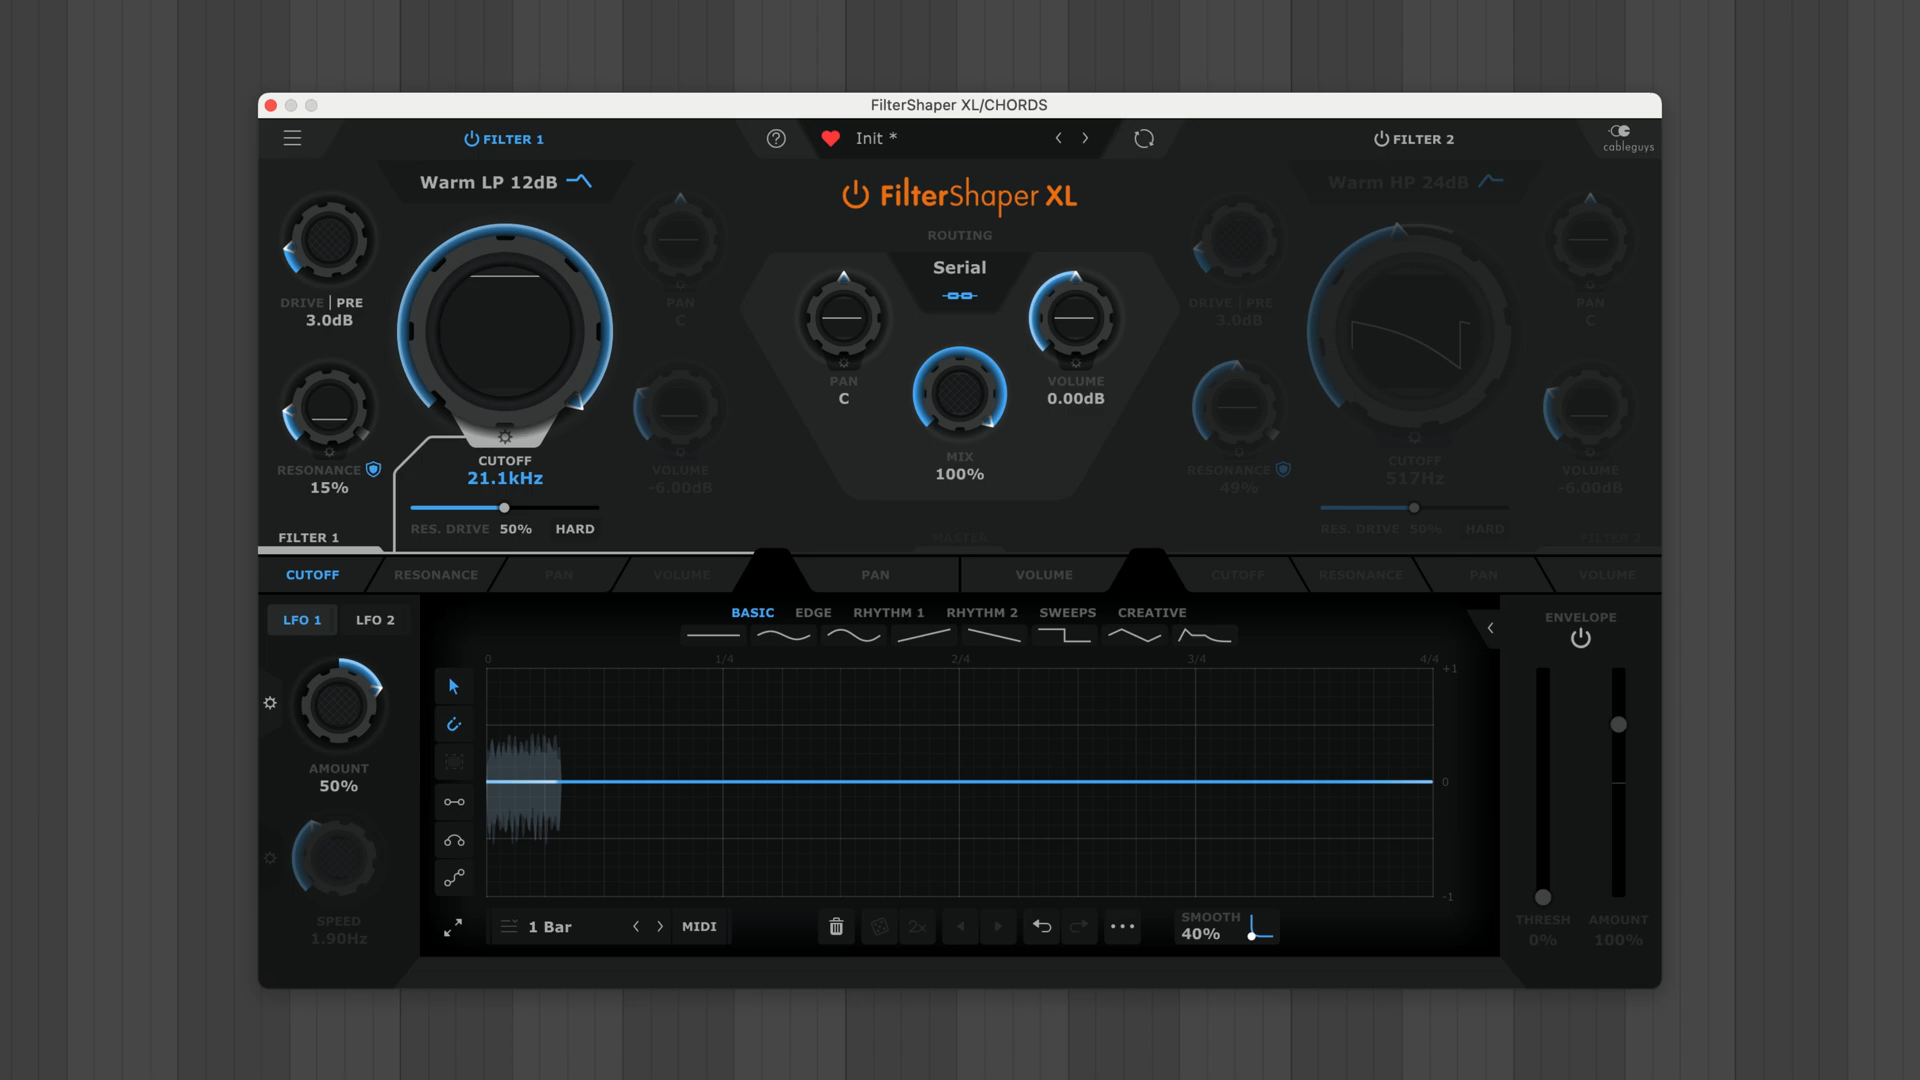 FilterShaper XL/CHORDS
FILTER 1
Init *
FILTER 2
cableguys
Warm LP 12dB
FilterShaper XL
Warm HP 24dB
ROUTING
Serial
DRIVE | PRE
3.0dB
PAN
C
DRIVE | PRE
3.0dB
PAN
C
PAN
C
VOLUME
0.00dB
MIX
100%
RESONANCE
15%
CUTOFF
21.1kHz
VOLUME
-6.00dB
RESONANCE
49%
CUTOFF
517Hz
VOLUME
-6.00dB
RES. DRIVE 50% HARD
RES. DRIVE 50% HARD
FILTER 1
MASTER
FILTER 2
CUTOFF RESONANCE PAN VOLUME PAN VOLUME CUTOFF RESONANCE PAN VOLUME
LFO 1 LFO 2
BASIC EDGE RHYTHM 1 RHYTHM 2 SWEEPS CREATIVE
ENVELOPE
0 1/4 2/4 3/4 4/4
+1
0
-1
AMOUNT
50%
SPEED
1.90Hz
1 Bar
MIDI
2x
SMOOTH
40%
THRESH
0%
AMOUNT
100%